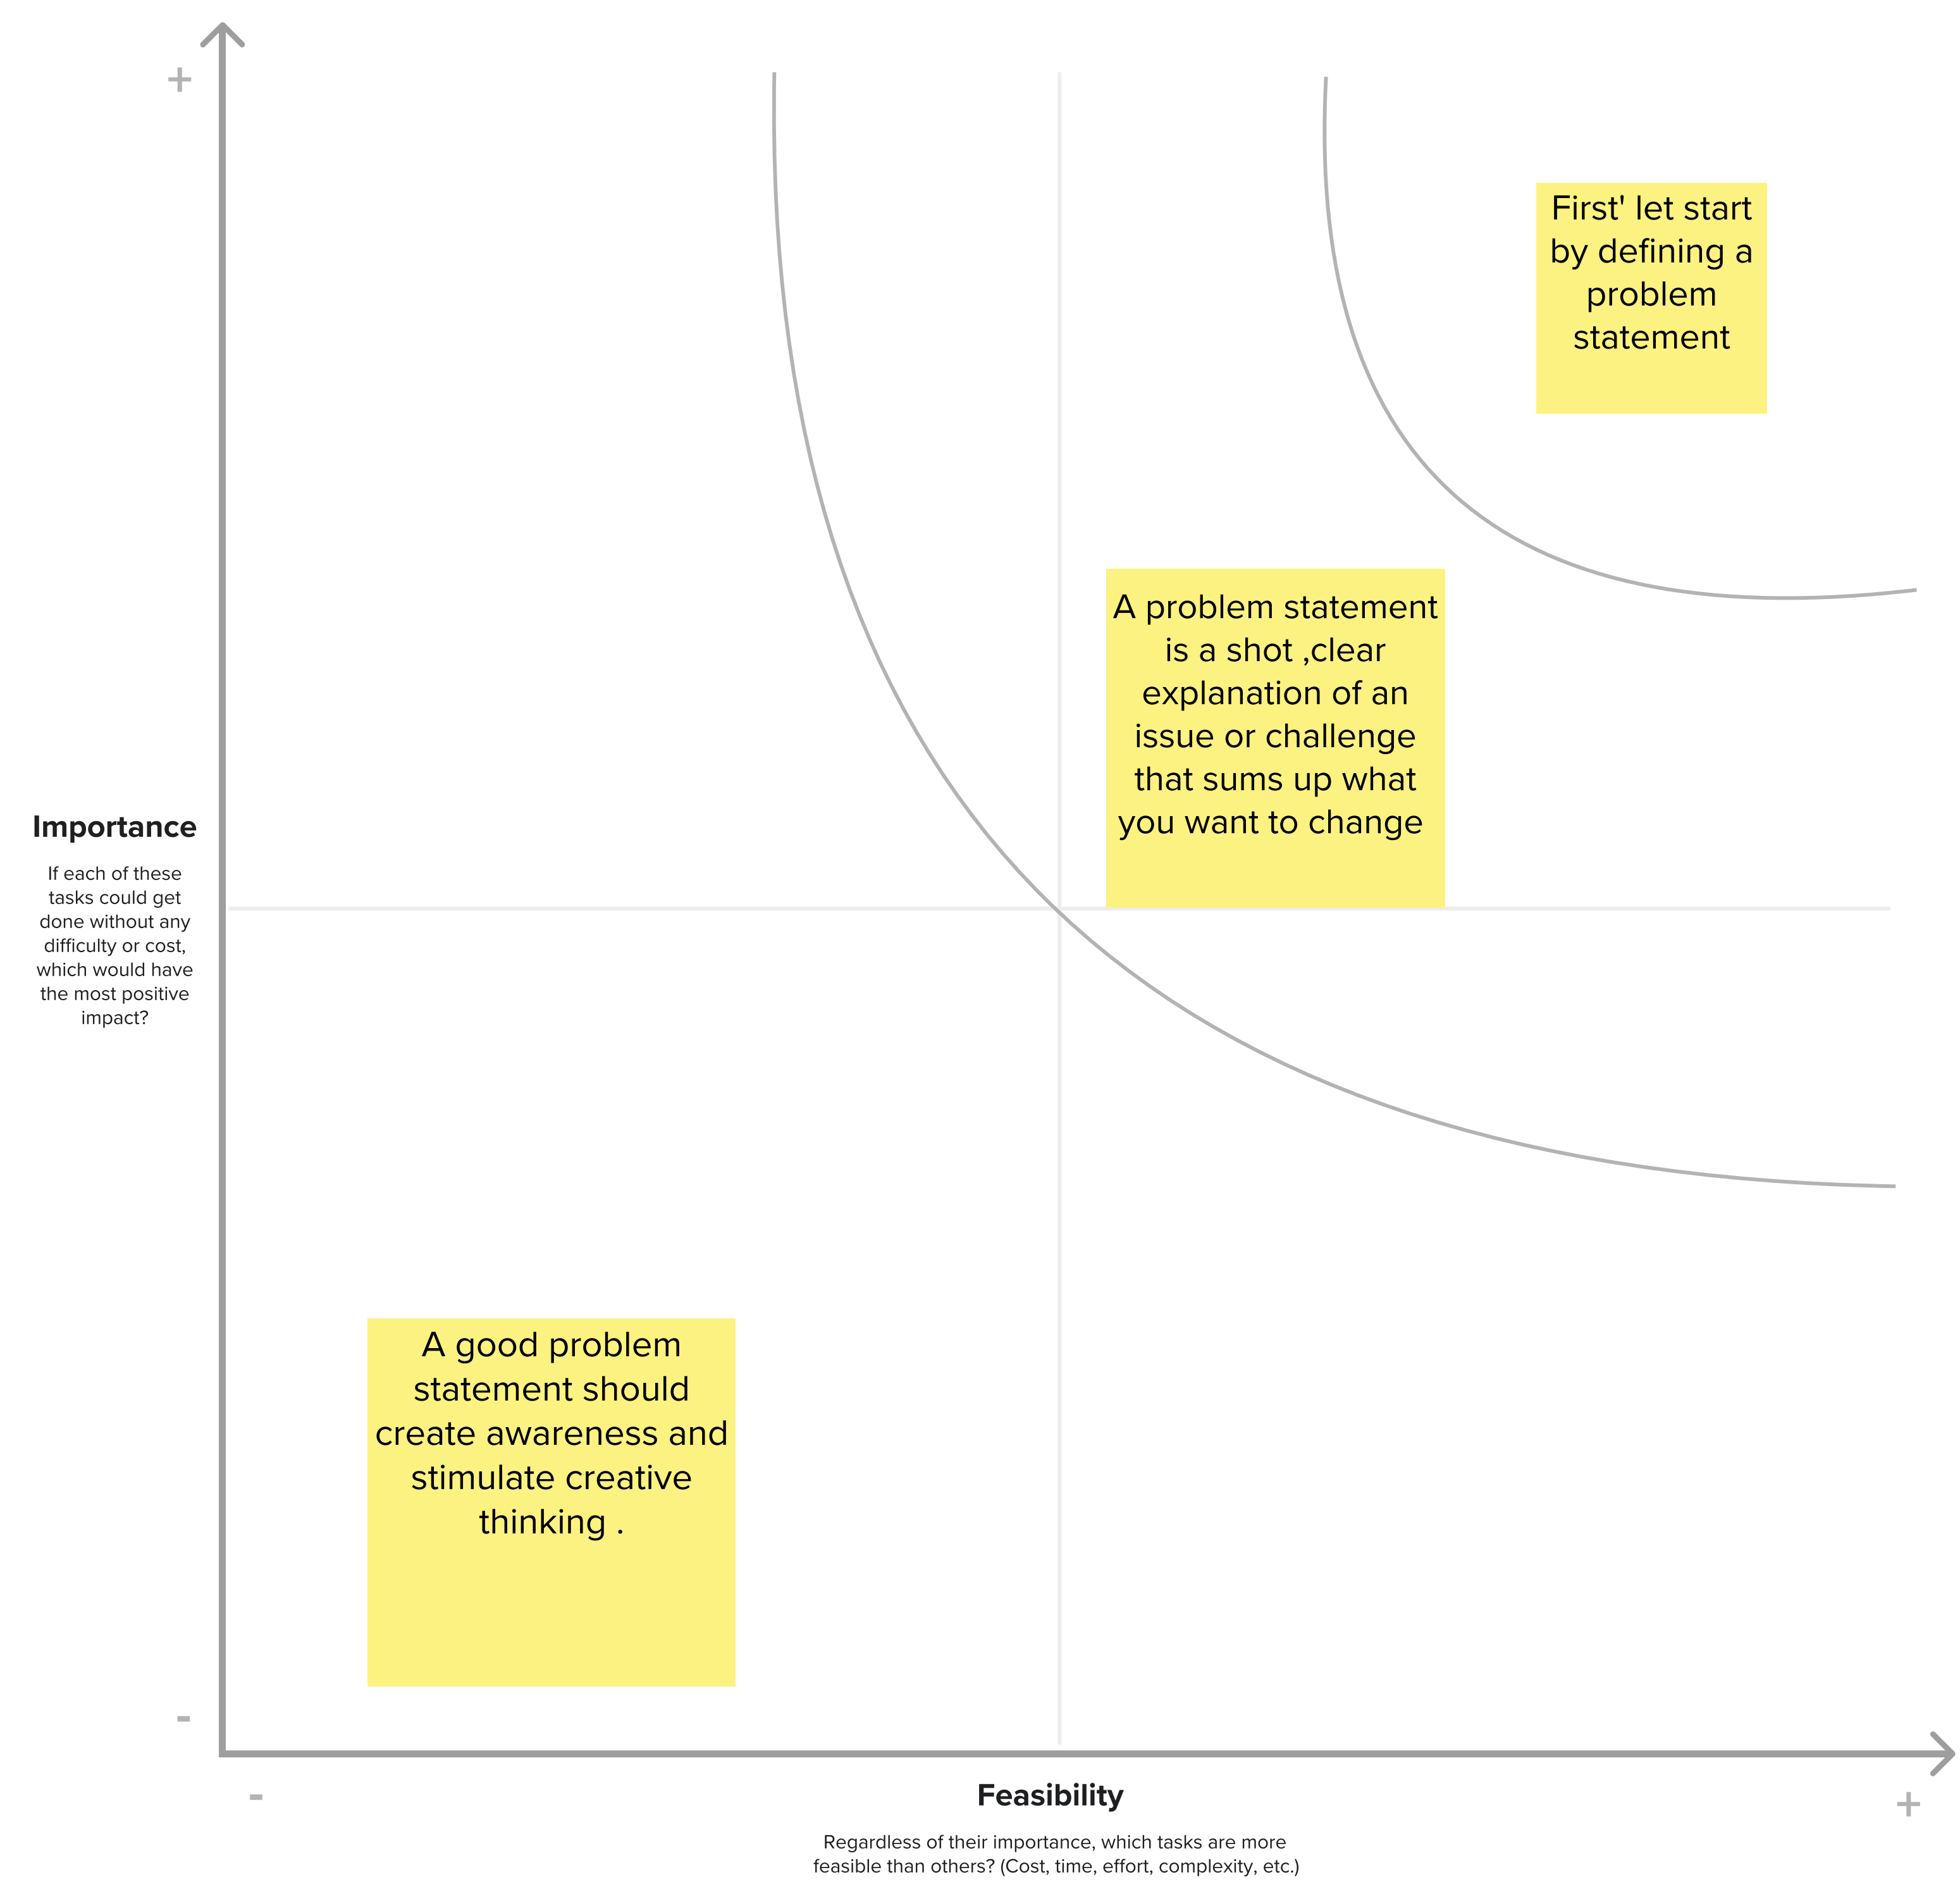 +
First' let start
by defining a
problem
statement
A problem statement
is a shot ,clear
explanation of an
issue or challenge
that sums up what
you want to change
Importance
If each of these
tasks could get
done without any
difficulty or cost,
which would have
the most positive
impact?
A good problem
statement should
create awareness and
stimulate creative
thinking .
-
-
Feasibility
+
Regardless of their importance, which tasks are more
feasible than others? (Cost, time, effort, complexity, etc.)